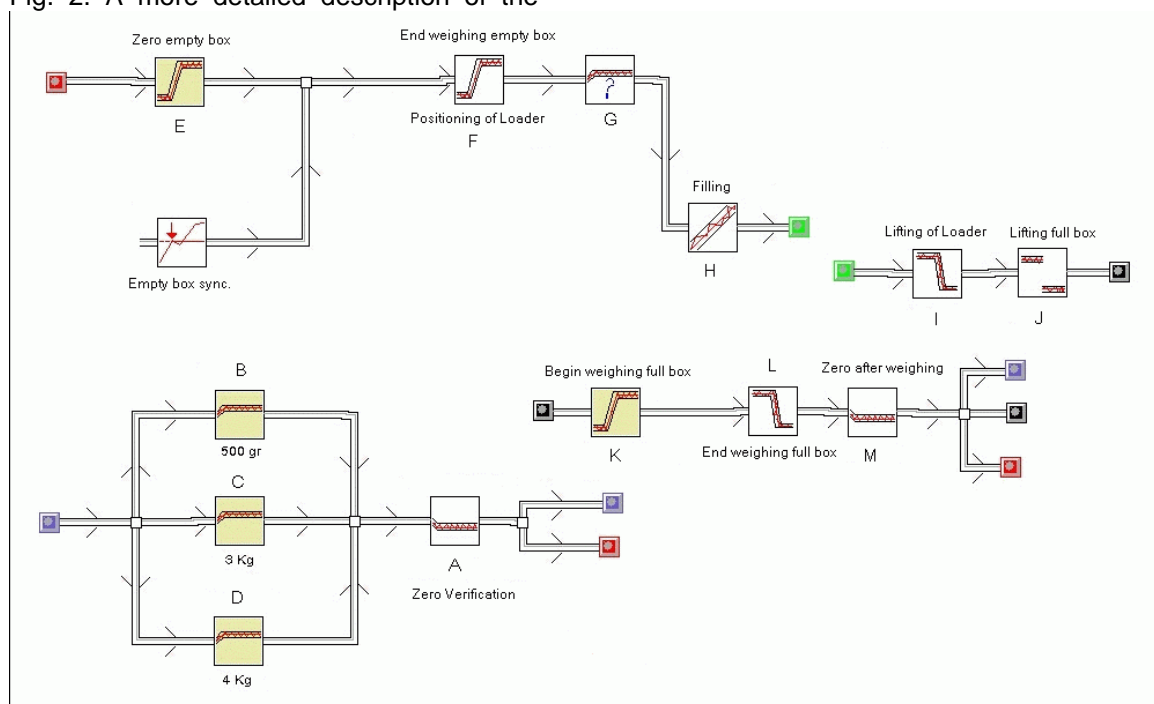 Fig. 2. A more detailed description of the
Zero empty box
End weighing empty box
E
Positioning of Loader
F
G
Filling
H
Empty box sync.
Lifting of Loader
Lifting full box
I
J
B
500 gr
C
3 Kg
D
4 Kg
A
Zero Verification
Begin weighing full box
L
Zero after weighing
K
End weighing full box
M